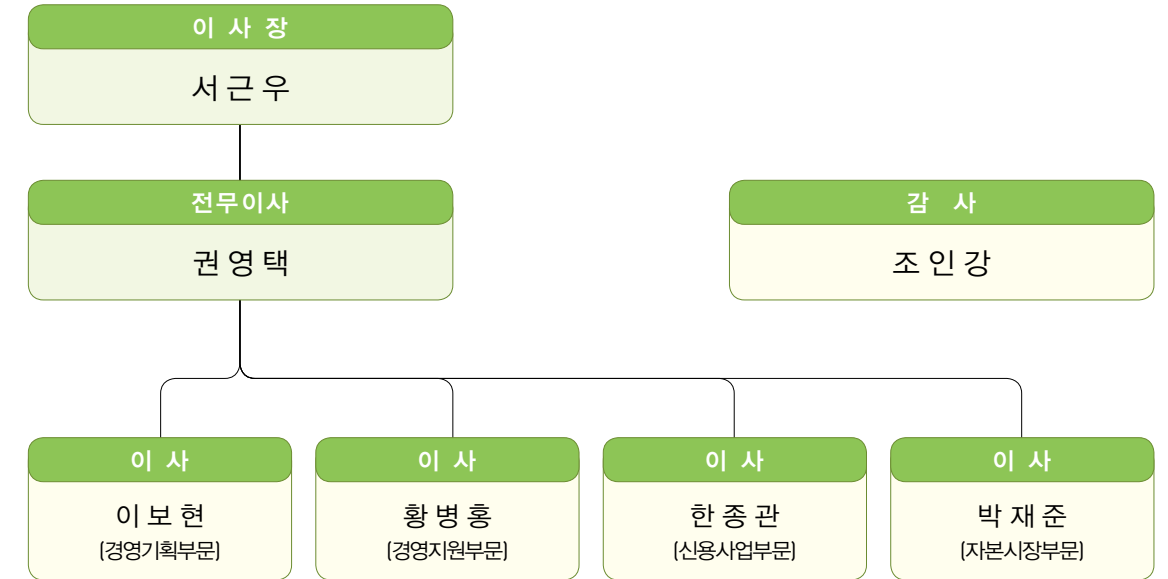 이 사 장
서 근 우
전무이사
권 영 택
감 사
조 인 강
이 사
이 보 현
(경영기획부문)
이 사
황 병 홍
(경영지원부문)
이 사
한 종 관
(신용사업부문)
이 사
박 재 준
(자본시장부문)